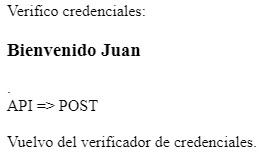 Verifico credenciales:
Bienvenido Juan
.
API => POST
Vuelvo del verificador de credenciales.